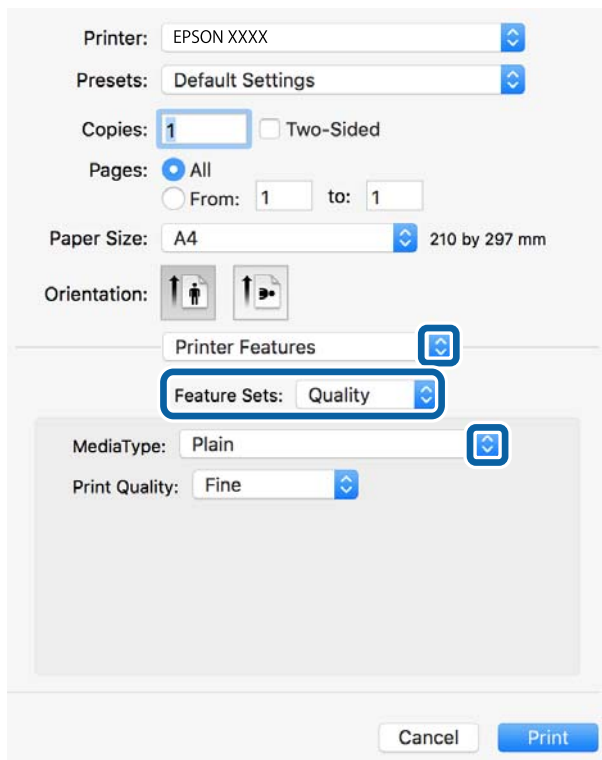 Printer: EPSON XXXX
Presets: Default Settings
Copies: 1 Two-Sided
Pages: All
From: 1 to: 1
Paper Size: A4 210 by 297 mm
Orientation:
Printer Features
Feature Sets: Quality
MediaType: Plain
Print Quality: Fine
Cancel Print